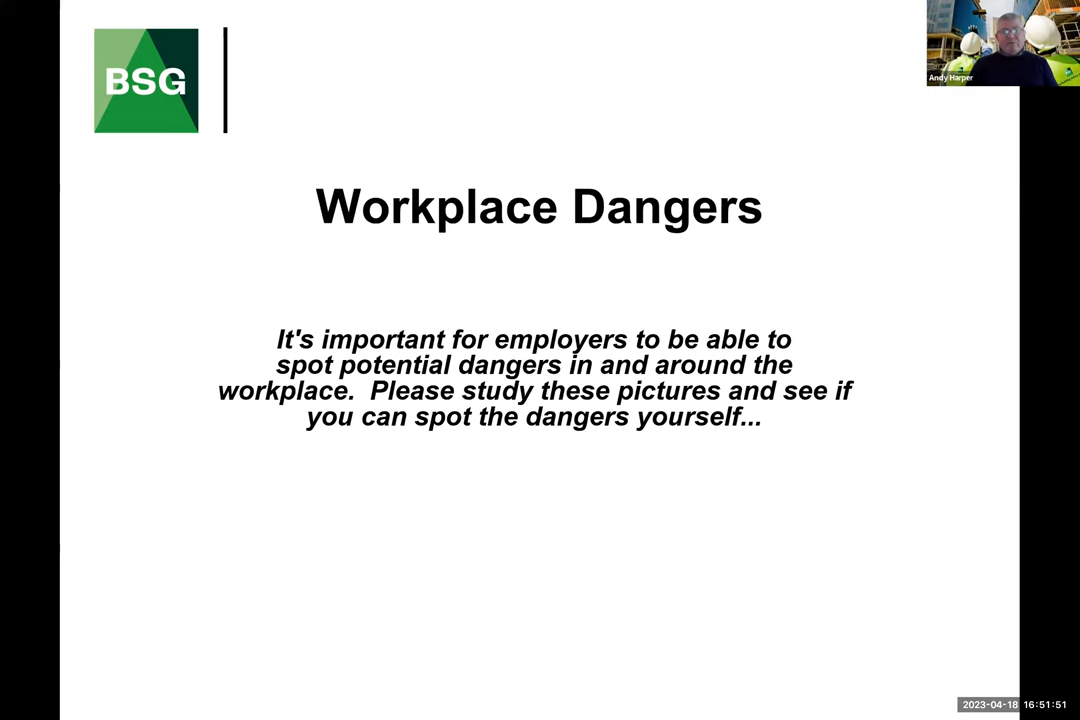 BSG
Andy Harper
Workplace Dangers
It's important for employers to be able to
spot potential dangers in and around the
workplace.  Please study these pictures and see if
you can spot the dangers yourself...
2023-04-18 16:51:51